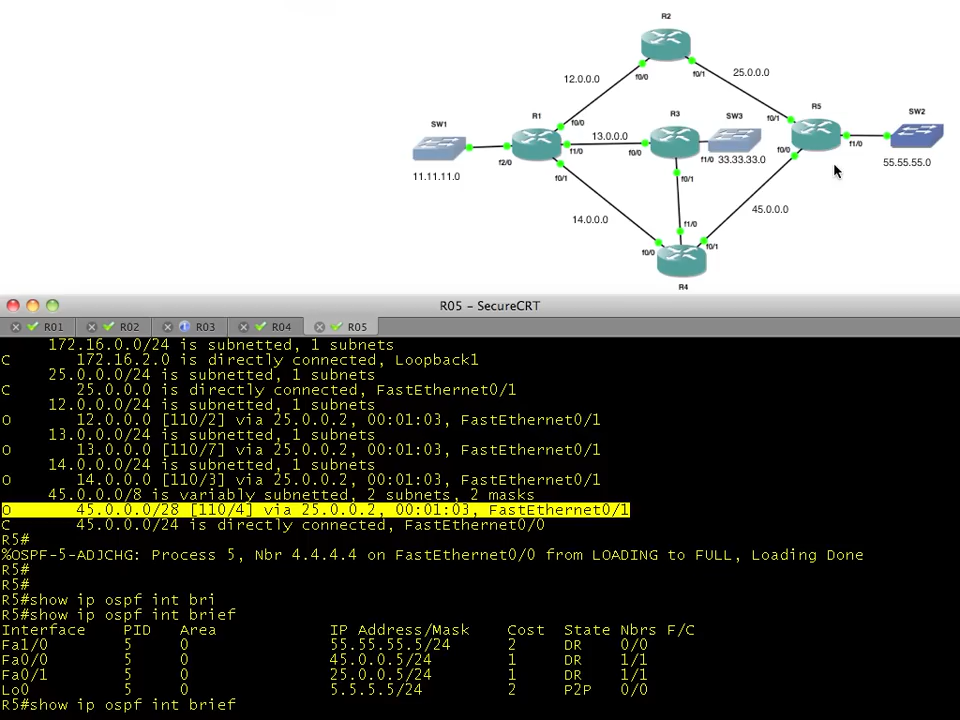 R2
f0/0
f0/1
12.0.0.0
25.0.0.0
SW1
R1
f0/0
13.0.0.0
R3
SW3
R5
f0/1
SW2
f2/0
f1/0
f0/0
f1/0
33.33.33.0
f0/0
f1/0
11.11.11.0
f0/1
f0/1
55.55.55.0
14.0.0.0
f1/0
45.0.0.0
f0/0
f0/1
R4
R05 - SecureCRT
R01
R02
R03
R04
R05
172.16.0.0/24 is subnetted, 1 subnets
C 172.16.2.0 is directly connected, Loopback1
25.0.0.0/24 is subnetted, 1 subnets
C 25.0.0.0 is directly connected, FastEthernet0/1
12.0.0.0/24 is subnetted, 1 subnets
O 12.0.0.0 [110/2] via 25.0.0.2, 00:01:03, FastEthernet0/1
13.0.0.0/24 is subnetted, 1 subnets
O 13.0.0.0 [110/7] via 25.0.0.2, 00:01:03, FastEthernet0/1
14.0.0.0/24 is subnetted, 1 subnets
O 14.0.0.0 [110/3] via 25.0.0.2, 00:01:03, FastEthernet0/1
45.0.0.0/8 is variably subnetted, 2 subnets, 2 masks
O 45.0.0.0/28 [110/4] via 25.0.0.2, 00:01:03, FastEthernet0/1
C 45.0.0.0/24 is directly connected, FastEthernet0/0
R5#
%OSPF-5-ADJCHG: Process 5, Nbr 4.4.4.4 on FastEthernet0/0 from LOADING to FULL, Loading Done
R5#
R5#
R5#show ip ospf int bri
R5#show ip ospf int brief
Interface PID Area IP Address/Mask Cost State Nbrs F/C
Fa1/0 5 0 55.55.55.5/24 2 DR 0/0
Fa0/0 5 0 45.0.0.5/24 1 DR 1/1
Fa0/1 5 0 25.0.0.5/24 1 DR 1/1
Lo0 5 0 5.5.5.5/24 2 P2P 0/0
R5#show ip ospf int brief